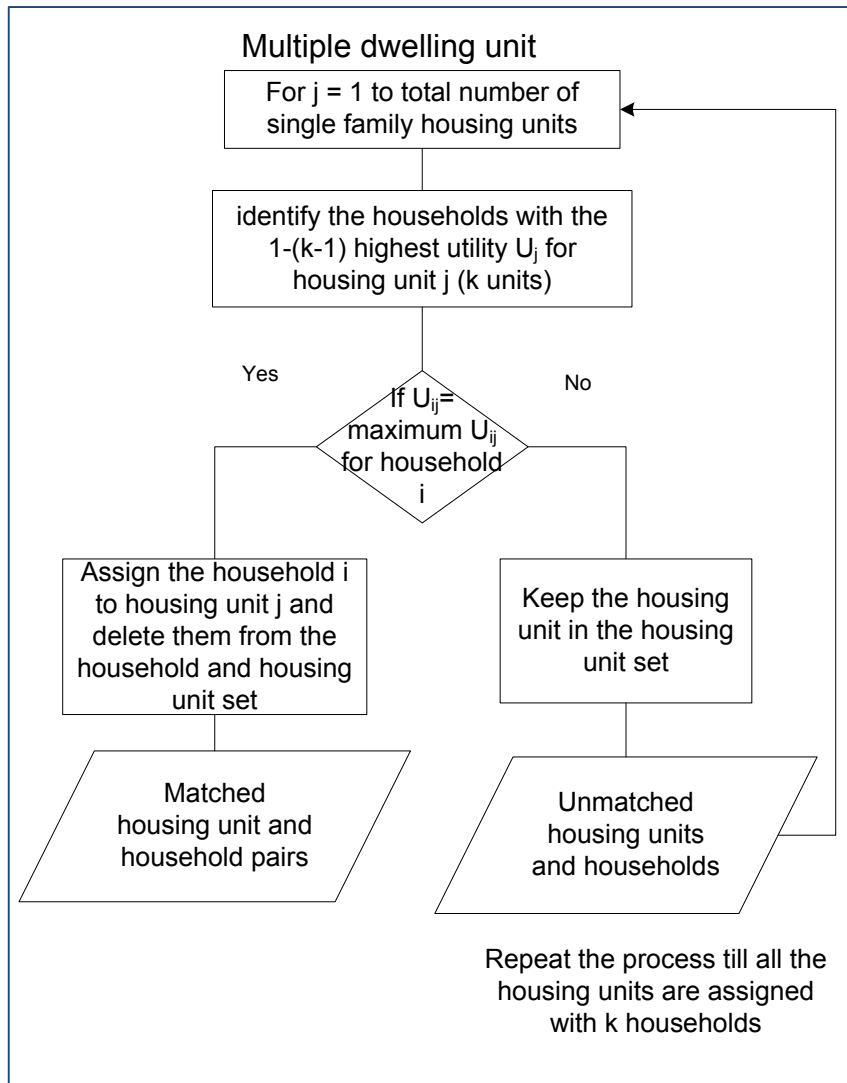 Multiple dwelling unit
For j = 1 to total number of
single family housing units
identify the households with the
1-(k-1) highest utility Uj for
housing unit j (k units)
Yes
No
If Uij=
maximum Uij
for household
i
Assign the household i
to housing unit j and
delete them from the
household and housing
unit set
Keep the housing
unit in the housing
unit set
Matched
housing unit and
household pairs
Unmatched
housing units
and households
Repeat the process till all the
housing units are assigned
with k households